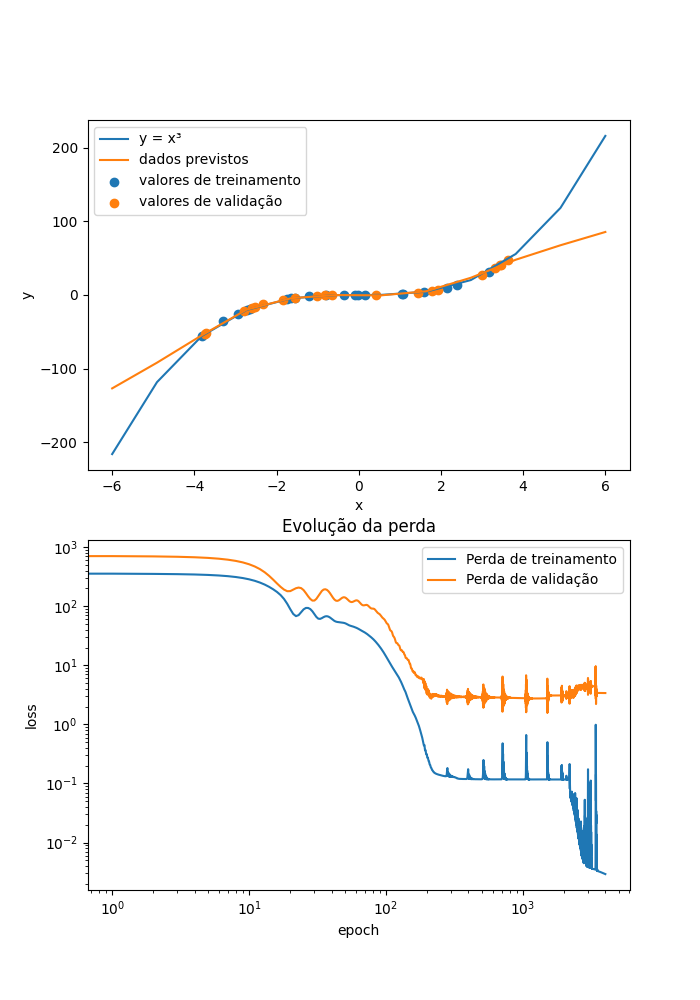 y = x³
dados previstos
valores de treinamento
valores de validação
200
100
0
−100
−200
y
−6 −4 −2 0 2 4 6
x
Evolução da perda
Perda de treinamento
Perda de validação
10³
10²
10¹
10⁰
10⁻¹
10⁻²
loss
10⁰ 10¹ 10² 10³
epoch